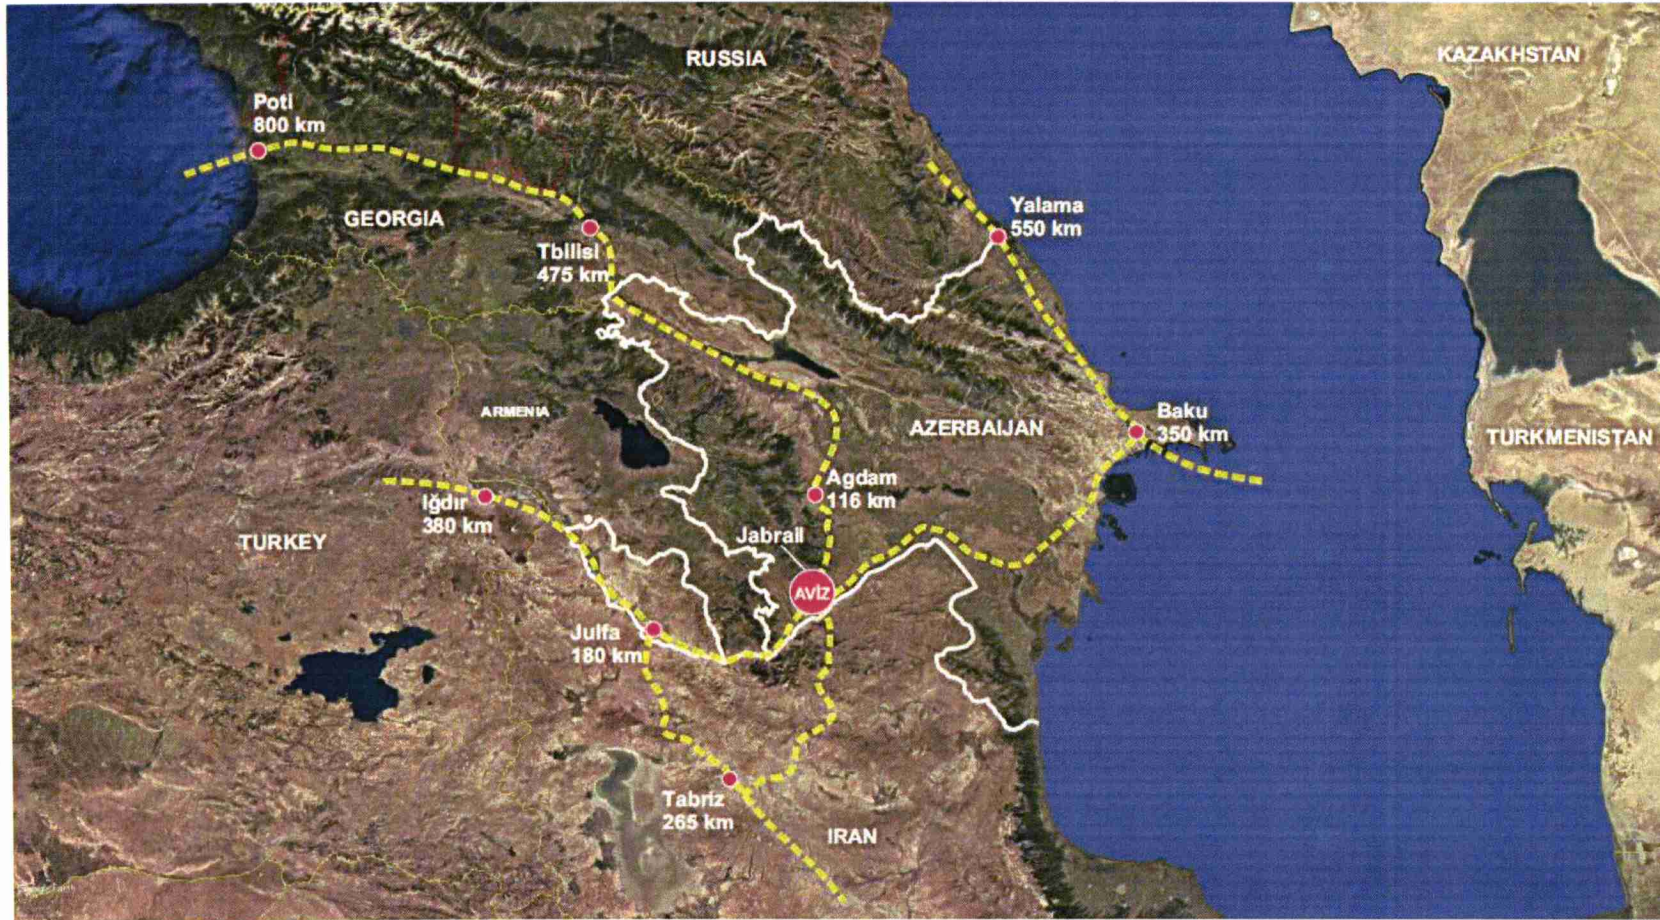 RUSSIA
KAZAKHSTAN
Poti
800 km
GEORGIA
Tbilisi
475 km
Yalama
550 km
ARMENIA
AZERBAIJAN
Baku
350 km
TURKMENISTAN
Iğdır
380 km
Agdam
116 km
TURKEY
Jabrail
AVİZ
Julfa
180 km
Tabriz
265 km
IRAN